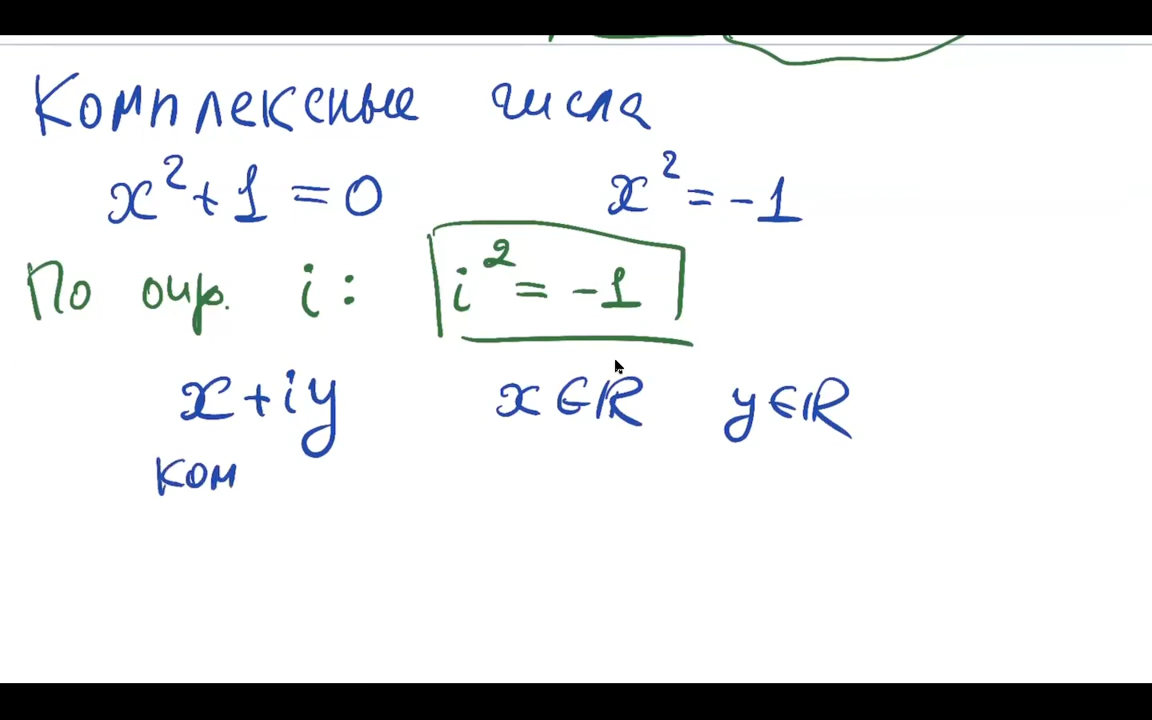 Комплексные числа
x² + 1 = 0 x² = -1
По опр. i: i² = -1
x + iy x ∈ ℝ y ∈ ℝ
ком